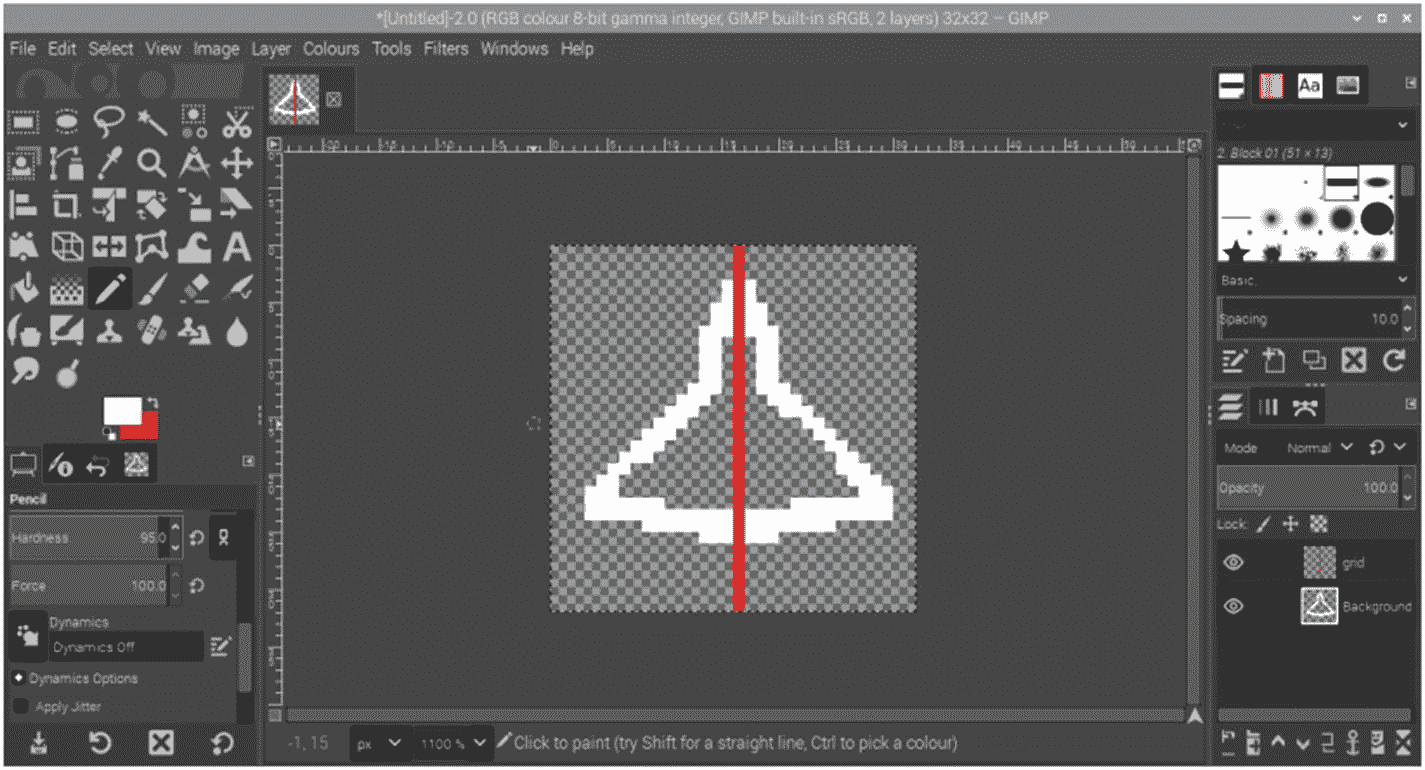 *[Untitled]-2.0 (RGB colour 8-bit gamma integer, GIMP built-in sRGB, 2 layers) 32x32 – GIMP
File Edit Select View Image Layer Colours Tools Filters Windows Help
Aa
2. Block 01 (51 × 13)
Basic,
Spacing 10.0
Mode Normal
Opacity 100.0
Lock:
grid
Background
Pencil
Hardness 95.0
Force 100.0
Dynamics
Dynamics Off
Dynamics Options
Apply Jitter
-1, 15 px 1100 % Click to paint (try Shift for a straight line, Ctrl to pick a colour)